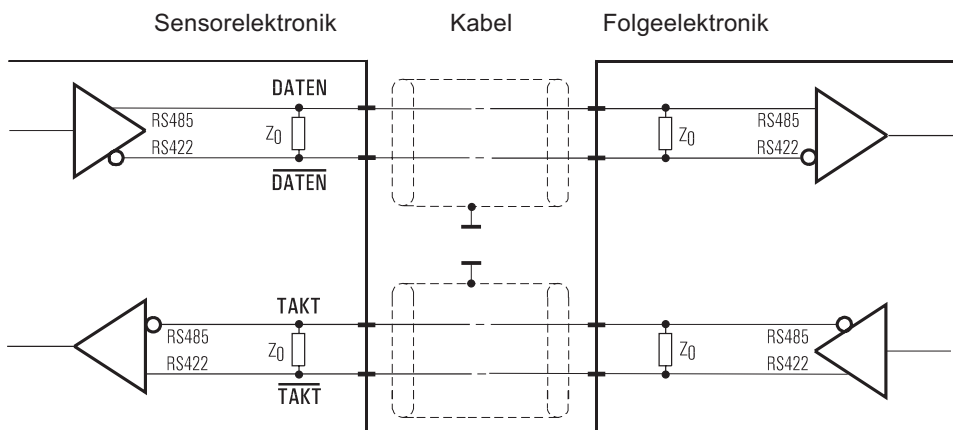 Sensorelektronik
Kabel
Folgeelektronik
DATEN
RS485
RS422
Z0
DATEN
RS485
RS422
Z0
TAKT
RS485
RS422
Z0
TAKT
RS485
RS422
Z0